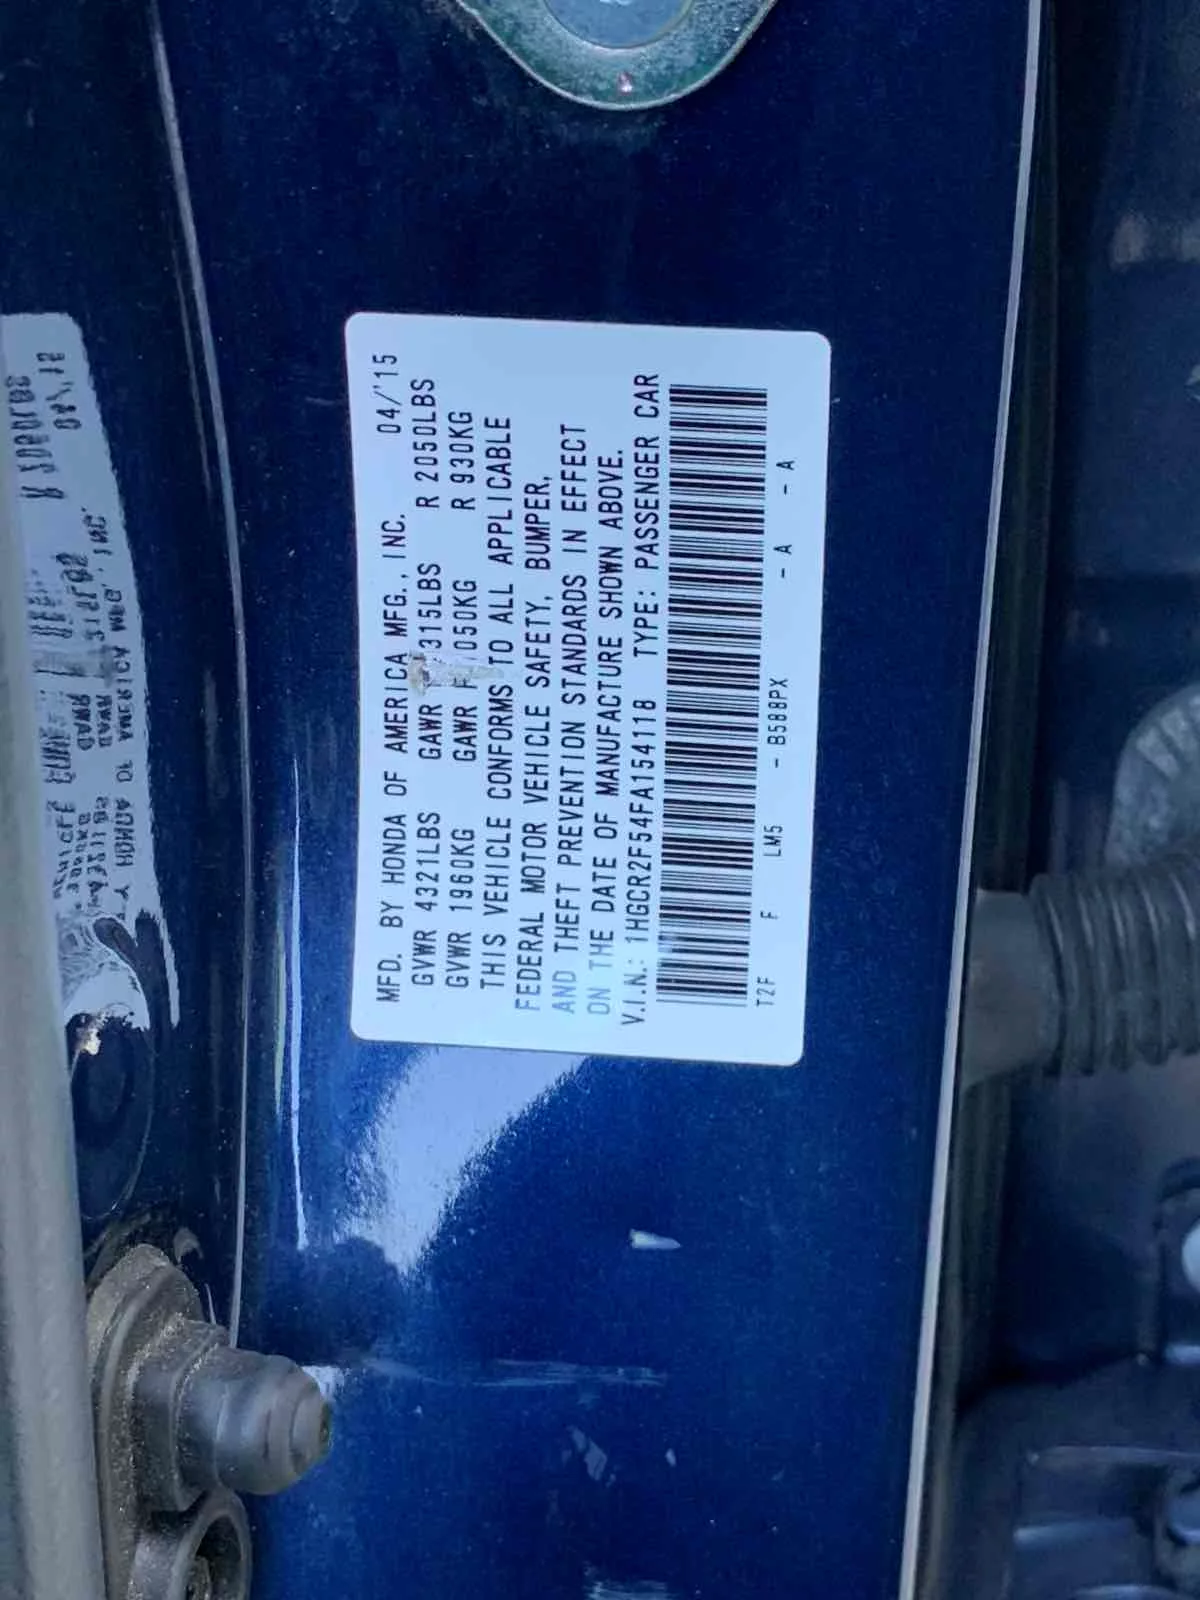 MFD. BY HONDA OF AMERICA MFG., INC. 04/'15
GVWR 4321LBS GAWR 315LBS R 2050LBS
GVWR 1960KG GAWR F 050KG R 930KG
THIS VEHICLE CONFORMS TO ALL APPLICABLE
FEDERAL MOTOR VEHICLE SAFETY, BUMPER,
AND THEFT PREVENTION STANDARDS IN EFFECT
ON THE DATE OF MANUFACTURE SHOWN ABOVE.
V.I.N.: 1HGCR2F54FA154118 TYPE: PASSENGER CAR
T2F F LM5 - B588PX - A - A